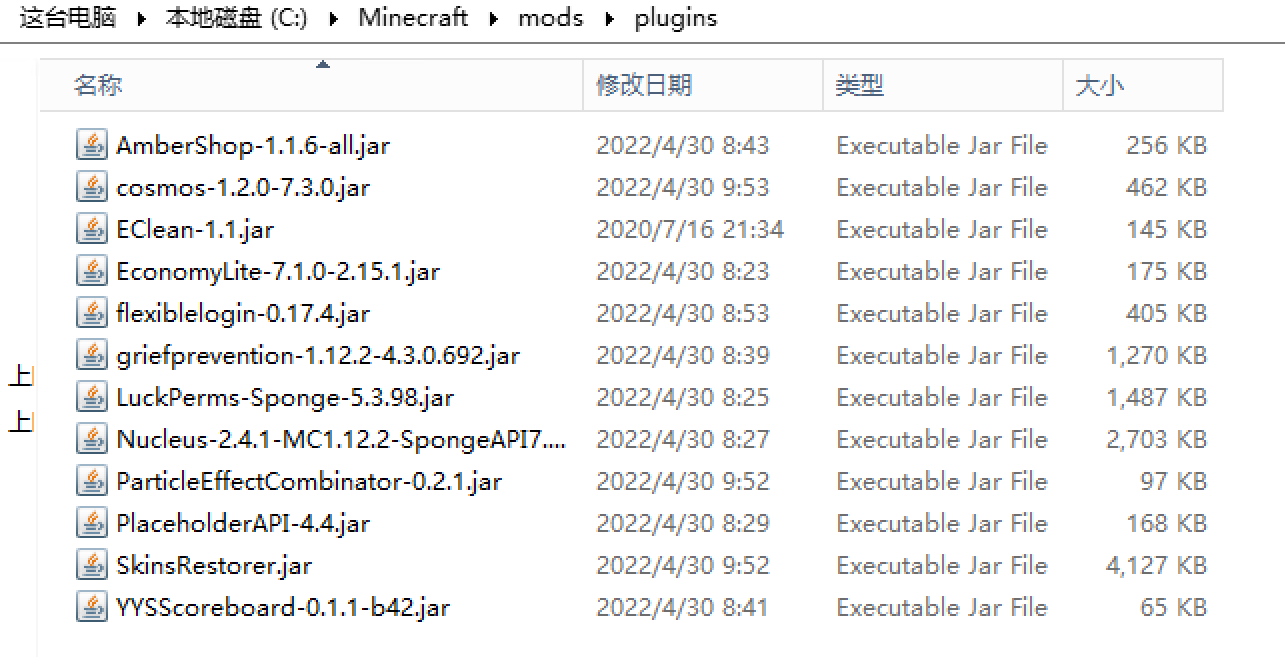 这台电脑 本地磁盘 (C:) Minecraft mods plugins
名称 修改日期 类型 大小
AmberShop-1.1.6-all.jar 2022/4/30 8:43 Executable Jar File 256 KB
cosmos-1.2.0-7.3.0.jar 2022/4/30 9:53 Executable Jar File 462 KB
EClean-1.1.jar 2020/7/16 21:34 Executable Jar File 145 KB
EconomyLite-7.1.0-2.15.1.jar 2022/4/30 8:23 Executable Jar File 175 KB
flexiblelogin-0.17.4.jar 2022/4/30 8:53 Executable Jar File 405 KB
griefprevention-1.12.2-4.3.0.692.jar 2022/4/30 8:39 Executable Jar File 1,270 KB
上
LuckPerms-Sponge-5.3.98.jar 2022/4/30 8:25 Executable Jar File 1,487 KB
上
Nucleus-2.4.1-MC1.12.2-SpongeAPI7.... 2022/4/30 8:27 Executable Jar File 2,703 KB
ParticleEffectCombinator-0.2.1.jar 2022/4/30 9:52 Executable Jar File 97 KB
PlaceholderAPI-4.4.jar 2022/4/30 8:29 Executable Jar File 168 KB
SkinsRestorer.jar 2022/4/30 9:52 Executable Jar File 4,127 KB
YYSScoreboard-0.1.1-b42.jar 2022/4/30 8:41 Executable Jar File 65 KB